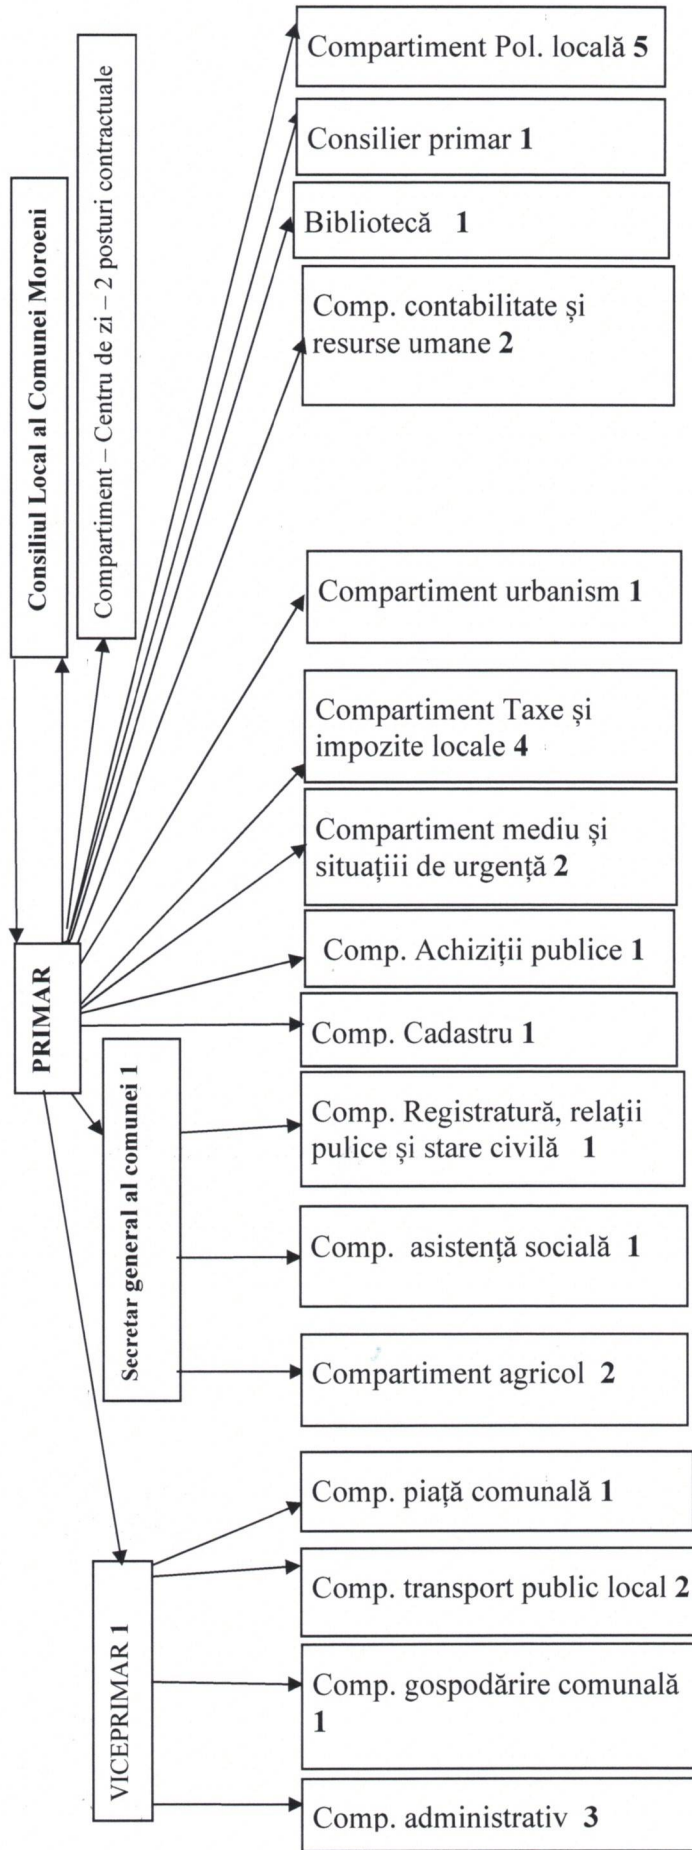 Consiliul Local al Comunei Moroeni
Compartiment – Centru de zi – 2 posturi contractuale
PRIMAR
Secretar general al comunei 1
VICEPRIMAR 1
Compartiment Pol. locală 5
Consilier primar 1
Bibliotecă 1
Comp. contabilitate și
resurse umane 2
Compartiment urbanism 1
Compartiment Taxe și
impozite locale 4
Compartiment mediu și
situațiii de urgență 2
Comp. Achiziții publice 1
Comp. Cadastru 1
Comp. Registratură, relații
pulice și stare civilă 1
Comp. asistență socială 1
Compartiment agricol 2
Comp. piață comunală 1
Comp. transport public local 2
Comp. gospodărire comunală
1
Comp. administrativ 3